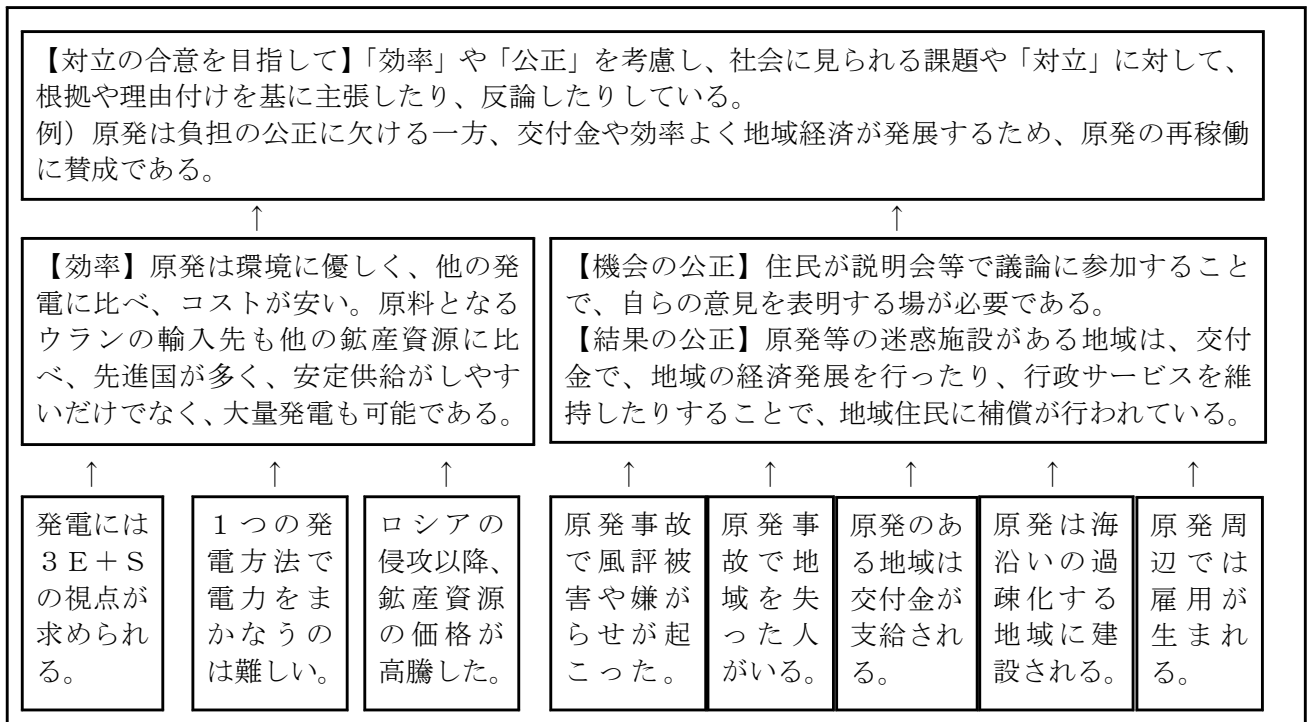 【対立の合意を目指して】「効率」や「公正」を考慮し、社会に見られる課題や「対立」に対して、
根拠や理由付けを基に主張したり、反論したりしている。
例）原発は負担の公正に欠ける一方、交付金や効率よく地域経済が発展するため、原発の再稼働
に賛成である。
↑
↑
【効率】原発は環境に優しく、他の発
電に比べ、コストが安い。原料となる
ウランの輸入先も他の鉱産資源に比
べ、先進国が多く、安定供給がしやす
いだけでなく、大量発電も可能である。
【機会の公正】住民が説明会等で議論に参加すること
で、自らの意見を表明する場が必要である。
【結果の公正】原発等の迷惑施設がある地域は、交付
金で、地域の経済発展を行ったり、行政サービスを維
持したりすることで、地域住民に補償が行われている。
↑
↑
↑
↑
↑
↑
↑
↑
発電には
３Ｅ＋Ｓ
の視点が
求められ
る。
１つの発
電方法で
電力をま
かなうの
は難しい。
ロシアの
侵攻以降、
鉱産資源
の価格が
高騰した。
原発事故
で風評被
害や嫌が
らせが起
こった。
原発事
故で地
域を失
った人
がいる。
原発のあ
る地域は
交付金が
支給され
る。
原発は海
沿いの過
疎化する
地域に建
設される。
原発周
辺では
雇用が
生まれ
る。